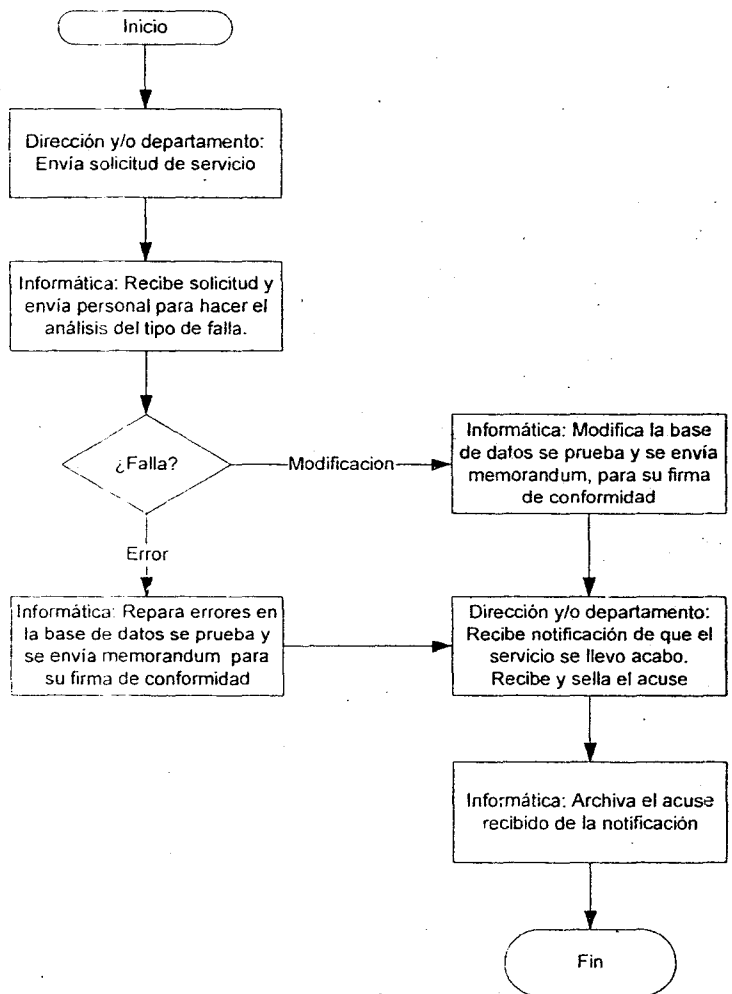 Inicio
Dirección y/o departamento:
Envía solicitud de servicio
Informática: Recibe solicitud y
envía personal para hacer el
análisis del tipo de falla.
¿Falla?
Modificacion
Error
Informática: Modifica la base
de datos se prueba y se envía
memorandum, para su firma
de conformidad
Informática: Repara errores en
la base de datos se prueba y
se envía memorandum para
su firma de conformidad
Dirección y/o departamento:
Recibe notificación de que el
servicio se llevo acabo.
Recibe y sella el acuse
Informática: Archiva el acuse
recibido de la notificación
Fin